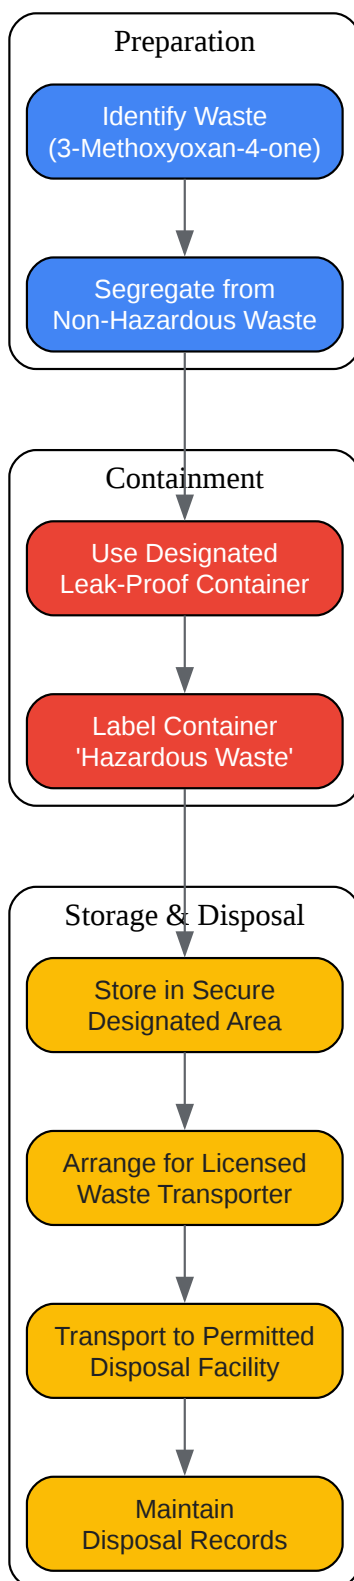 Preparation
Identify Waste
(3-Methoxyoxan-4-one)
Segregate from
Non-Hazardous Waste
Containment
Use Designated
Leak-Proof Container
Label Container
'Hazardous Waste'
Storage & Disposal
Store in Secure
Designated Area
Arrange for Licensed
Waste Transporter
Transport to Permitted
Disposal Facility
Maintain
Disposal Records